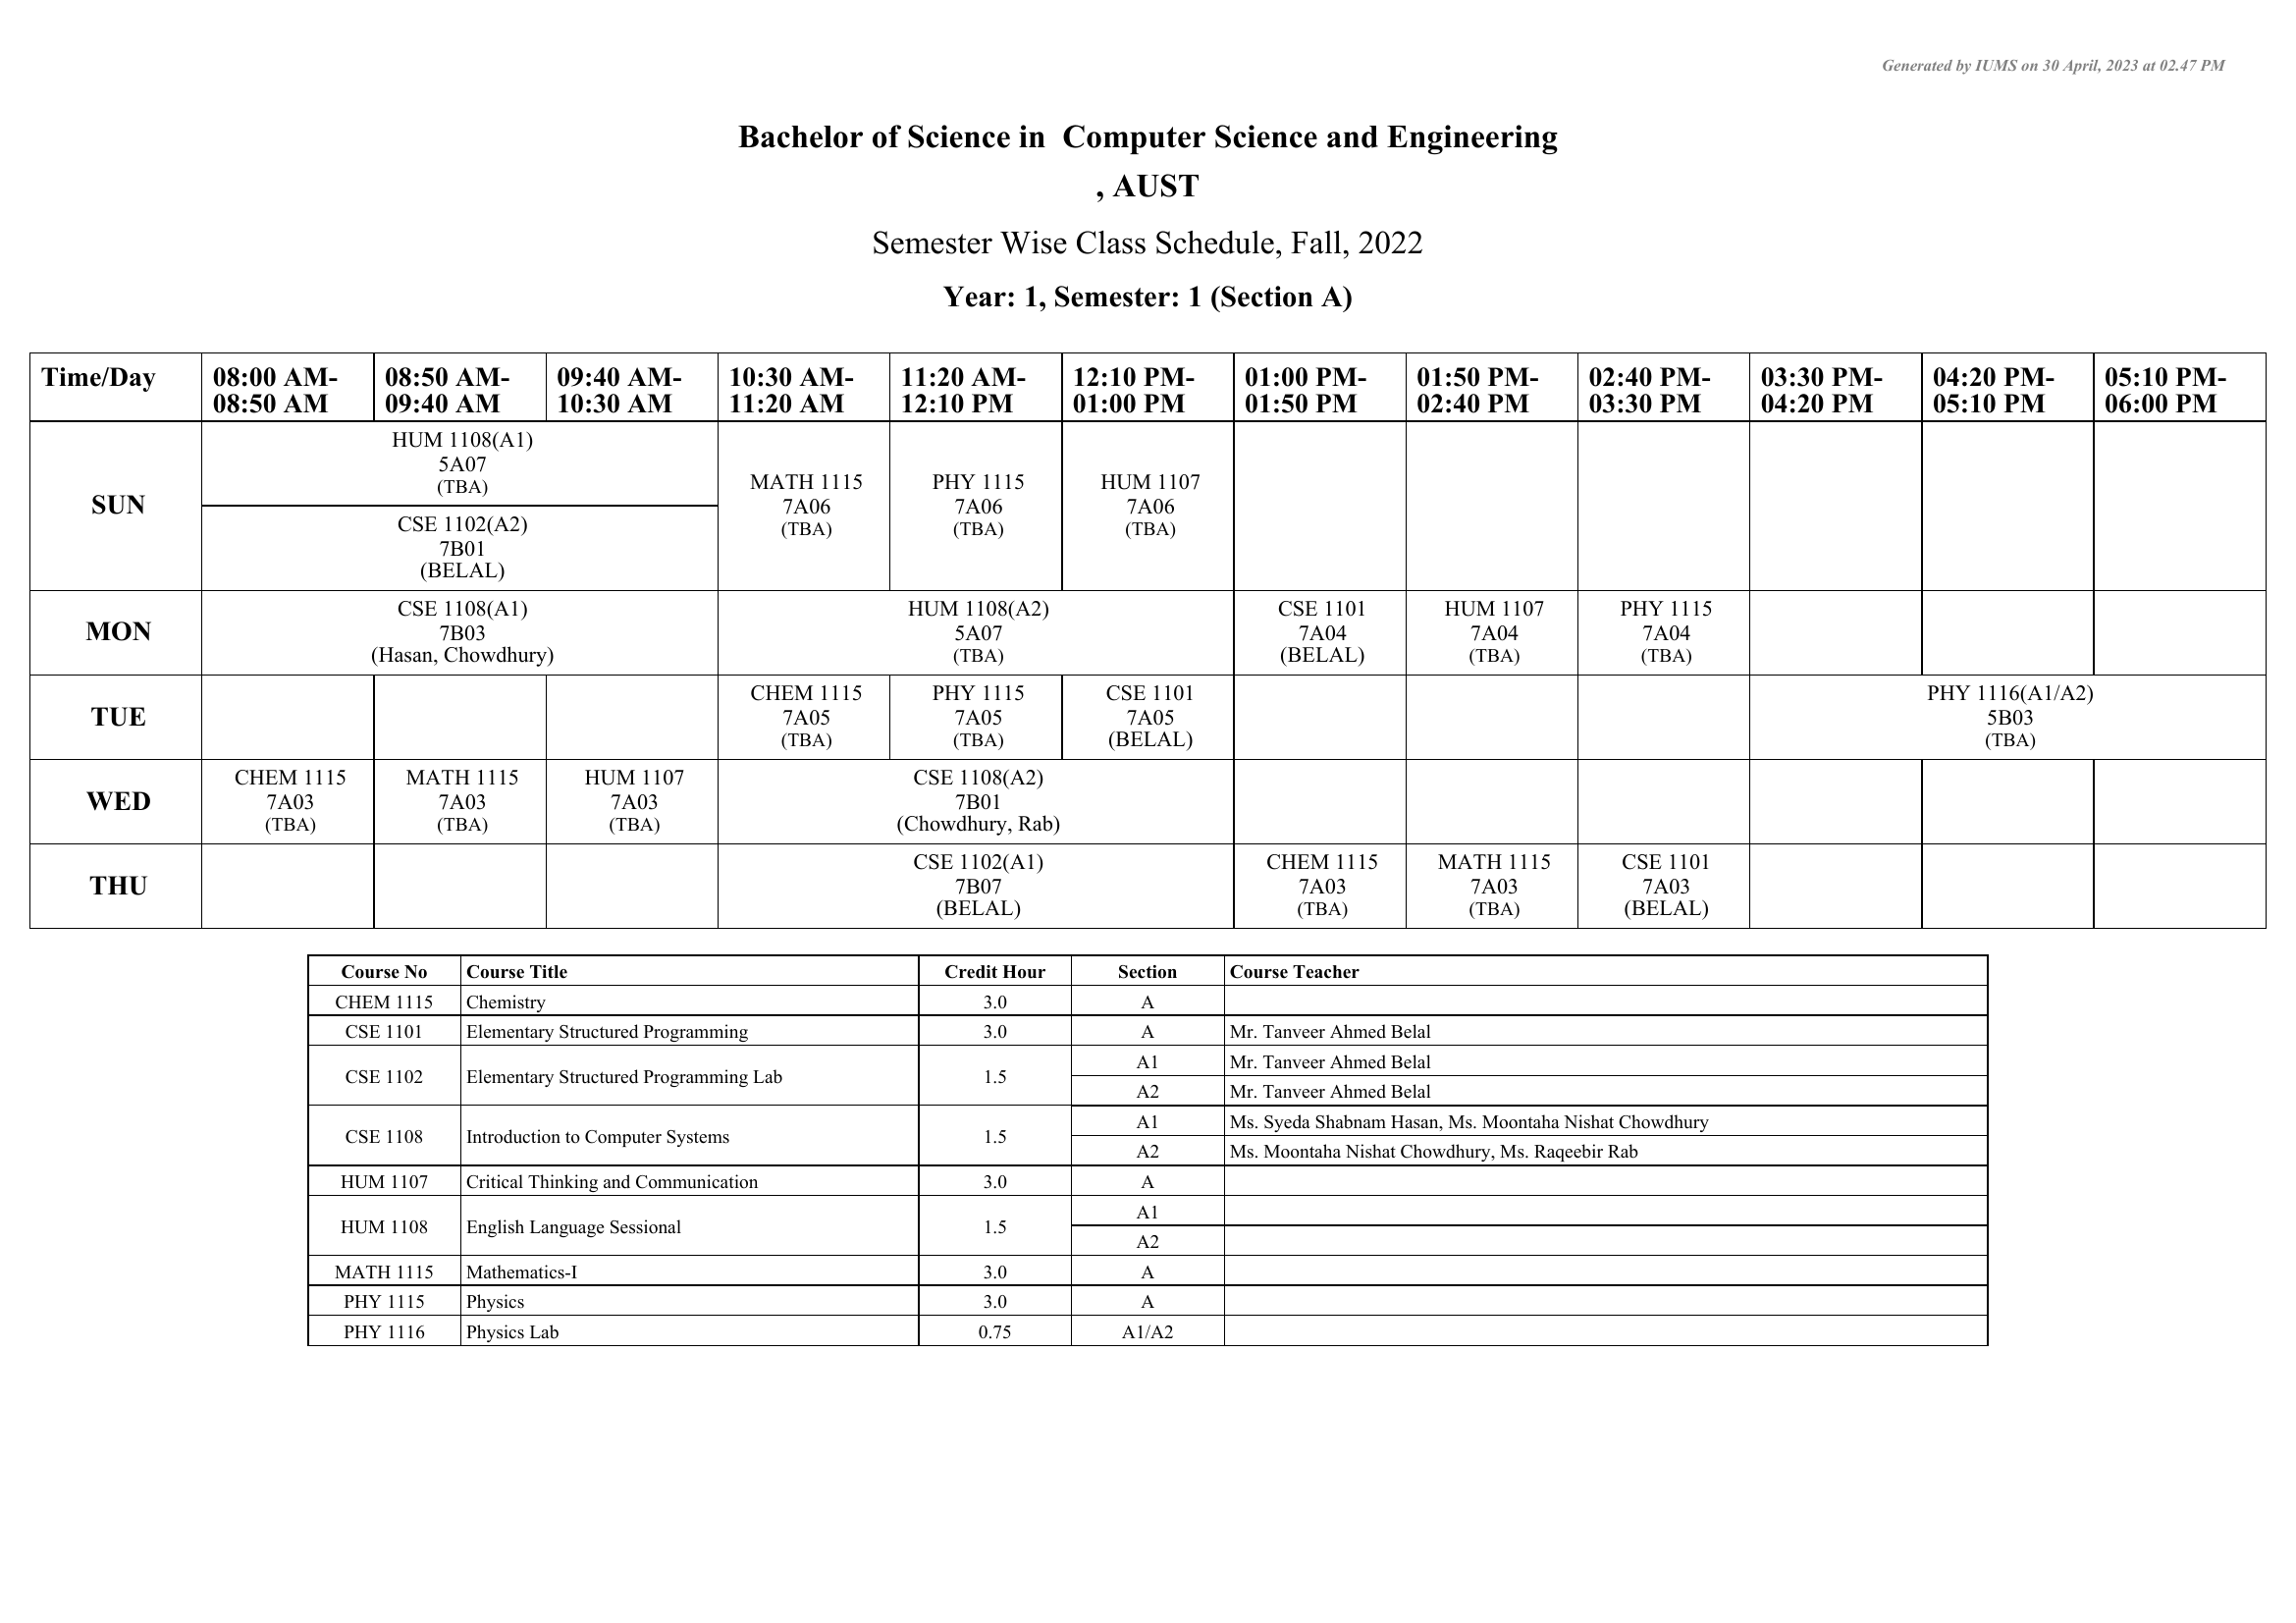 Generated by IUMS on 30 April, 2023 at 02.47 PM
Bachelor of Science in  Computer Science and Engineering
, AUST
Semester Wise Class Schedule, Fall, 2022
Year: 1, Semester: 1 (Section A)
Time/Day 08:00 AM- 08:50 AM- 09:40 AM- 10:30 AM- 11:20 AM- 12:10 PM- 01:00 PM- 01:50 PM- 02:40 PM- 03:30 PM- 04:20 PM- 05:10 PM-
08:50 AM 09:40 AM 10:30 AM 11:20 AM 12:10 PM 01:00 PM 01:50 PM 02:40 PM 03:30 PM 04:20 PM 05:10 PM 06:00 PM
SUN
HUM 1108(A1)
5A07
(TBA)
CSE 1102(A2)
7B01
(BELAL)
MATH 1115 PHY 1115 HUM 1107
7A06 7A06 7A06
(TBA) (TBA) (TBA)
MON
CSE 1108(A1) HUM 1108(A2) CSE 1101 HUM 1107 PHY 1115
7B03 5A07 7A04 7A04 7A04
(Hasan, Chowdhury) (TBA) (BELAL) (TBA) (TBA)
TUE
CHEM 1115 PHY 1115 CSE 1101 PHY 1116(A1/A2)
7A05 7A05 7A05 5B03
(TBA) (TBA) (BELAL) (TBA)
WED
CHEM 1115 MATH 1115 HUM 1107 CSE 1108(A2)
7A03 7A03 7A03 7B01
(TBA) (TBA) (TBA) (Chowdhury, Rab)
THU
CSE 1102(A1) CHEM 1115 MATH 1115 CSE 1101
7B07 7A03 7A03 7A03
(BELAL) (TBA) (TBA) (BELAL)
Course No Course Title Credit Hour Section Course Teacher
CHEM 1115 Chemistry 3.0 A
CSE 1101 Elementary Structured Programming 3.0 A Mr. Tanveer Ahmed Belal
CSE 1102 Elementary Structured Programming Lab 1.5 A1 Mr. Tanveer Ahmed Belal
A2 Mr. Tanveer Ahmed Belal
CSE 1108 Introduction to Computer Systems 1.5 A1 Ms. Syeda Shabnam Hasan, Ms. Moontaha Nishat Chowdhury
A2 Ms. Moontaha Nishat Chowdhury, Ms. Raqeebir Rab
HUM 1107 Critical Thinking and Communication 3.0 A
HUM 1108 English Language Sessional 1.5 A1
A2
MATH 1115 Mathematics-I 3.0 A
PHY 1115 Physics 3.0 A
PHY 1116 Physics Lab 0.75 A1/A2